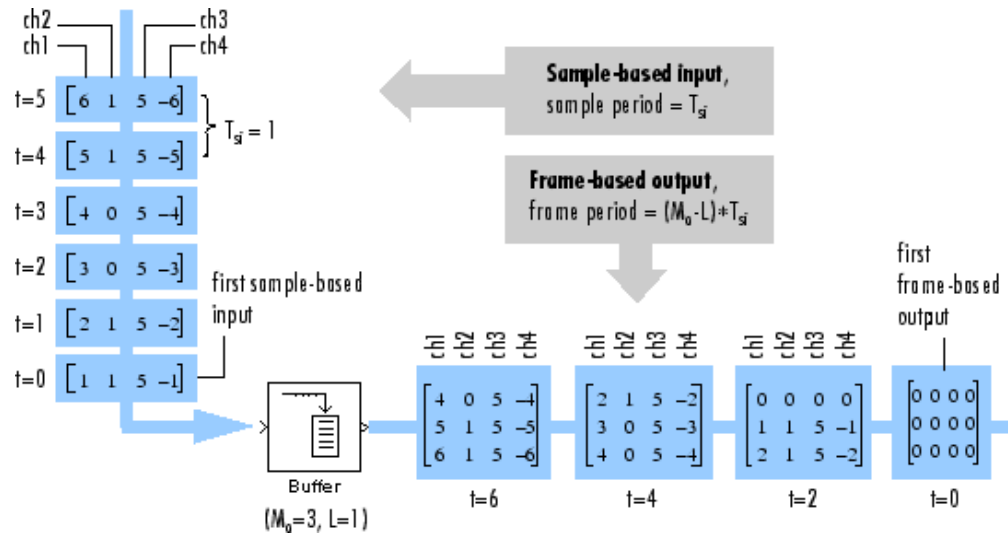 ch2
ch1
ch3
ch4
t=5 [6 1 5 –6]
t=4 [5 1 5 –5]
t=3 [4 0 5 –4]
t=2 [3 0 5 –3]
t=1 [2 1 5 –2]
t=0 [1 1 5 –1]
T_si = 1
first sample-based
input
Sample-based input,
sample period = T_si
Frame-based output,
frame period = (M_o-L)*T_si
first
frame-based
output
Buffer
(M_o=3, L=1)
ch1 ch2 ch3 ch4
4 0 5 –4
5 1 5 –5
6 1 5 –6
t=6
ch1 ch2 ch3 ch4
2 1 5 –2
3 0 5 –3
4 0 5 –4
t=4
ch1 ch2 ch3 ch4
0 0 0 0
1 1 5 –1
2 1 5 –2
t=2
0 0 0 0
0 0 0 0
0 0 0 0
t=0